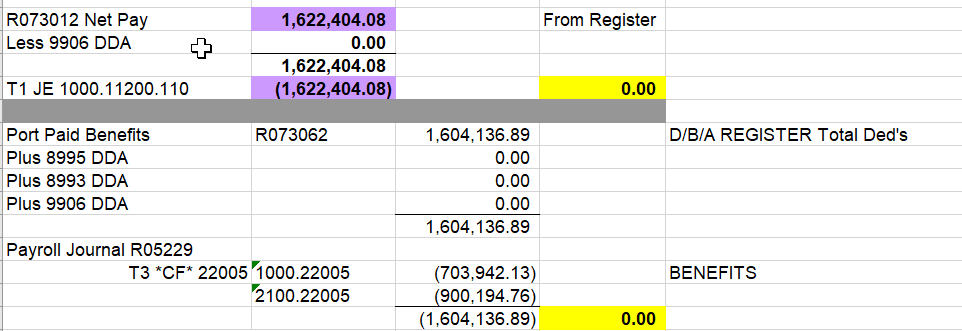 R073012 Net Pay 1,622,404.08 From Register
Less 9906 DDA 0.00
1,622,404.08
T1 JE 1000.11200.110 (1,622,404.08) 0.00
Port Paid Benefits R073062 1,604,136.89 D/B/A REGISTER Total Ded's
Plus 8995 DDA 0.00
Plus 8993 DDA 0.00
Plus 9906 DDA 0.00
1,604,136.89
Payroll Journal R05229
T3 *CF* 22005 1000.22005 (703,942.13) BENEFITS
2100.22005 (900,194.76)
(1,604,136.89) 0.00